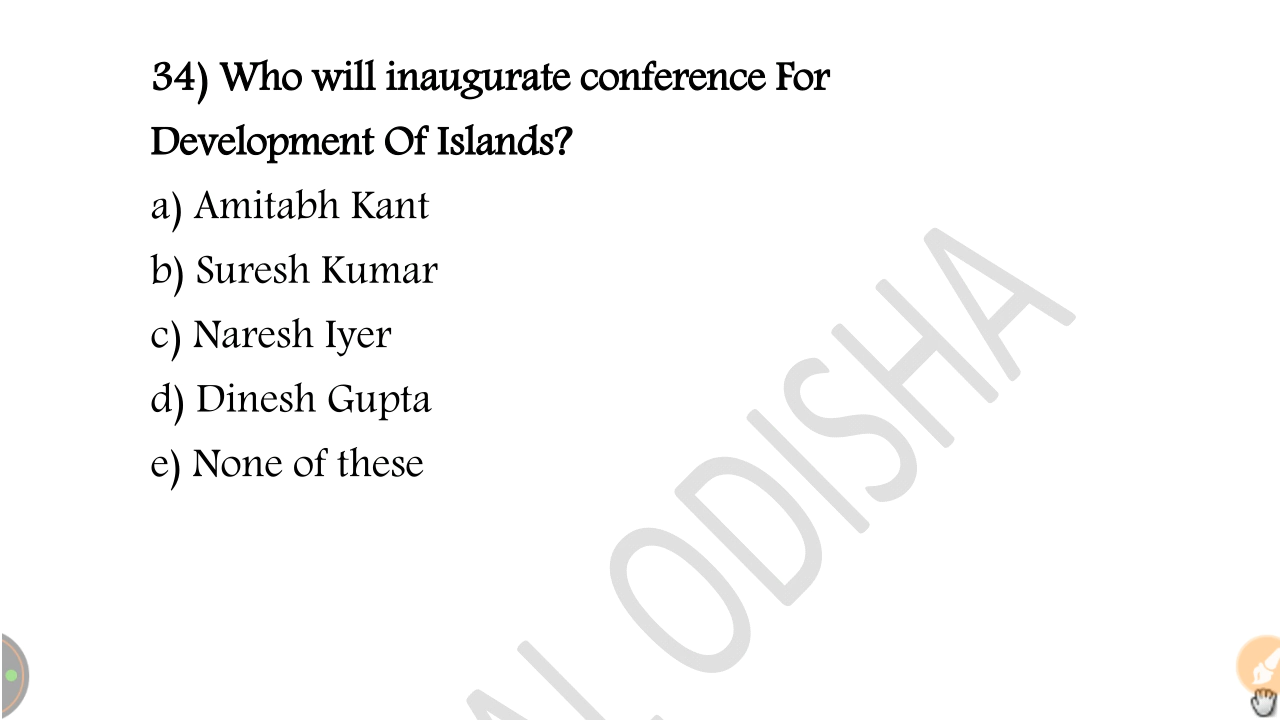 34) Who will inaugurate conference For
Development Of Islands?
a) Amitabh Kant
b) Suresh Kumar
c) Naresh Iyer
d) Dinesh Gupta
e) None of these
ODISHA